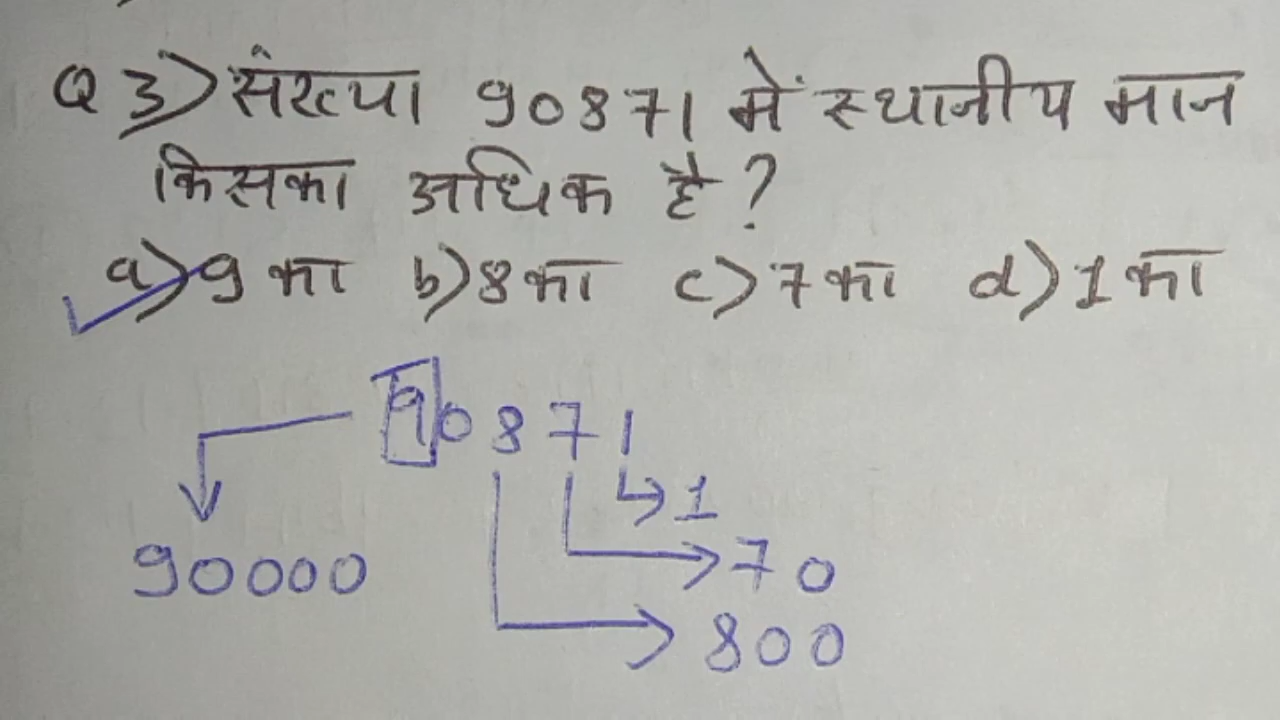 Q 3) संख्या 90871 में स्थानीय मान
किसका अधिक है?
a) 9 का b) 8 का c) 7 का d) 1 का
90871
1
90000 70
800